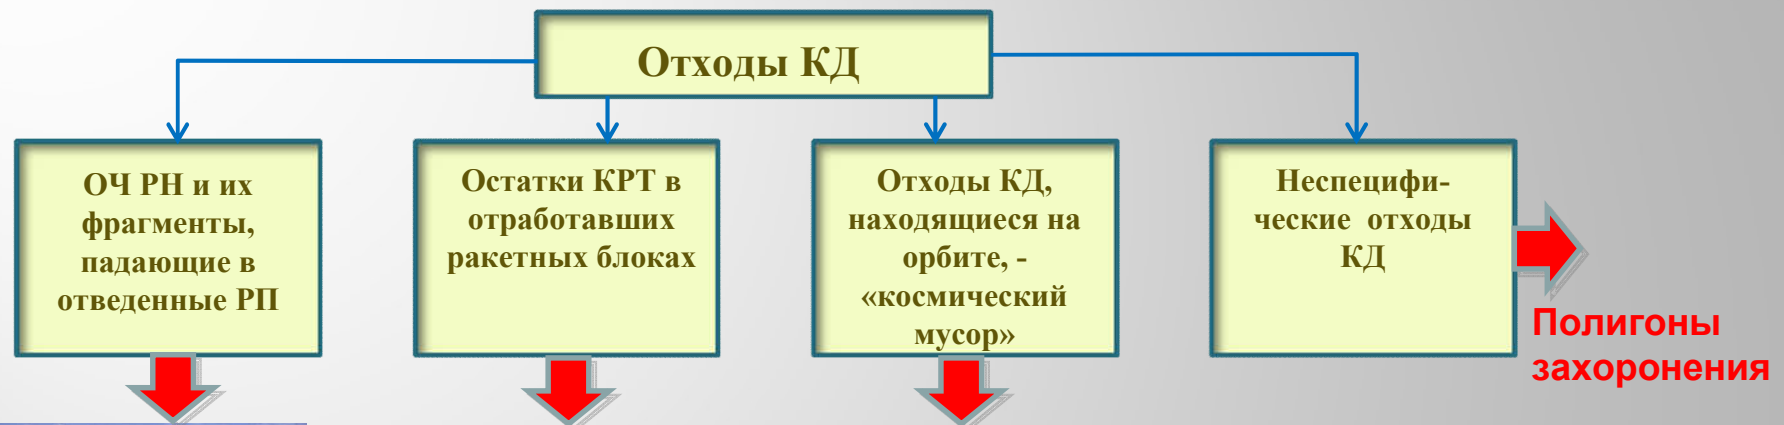 Отходы КД
ОЧ РН и их
фрагменты,
падающие в
отведенные РП
Остатки КРТ в
отработавших
ракетных блоках
Отходы КД,
находящиеся на
орбите, -
«космический
мусор»
Неспецифи-
ческие отходы
КД
Полигоны
захоронения